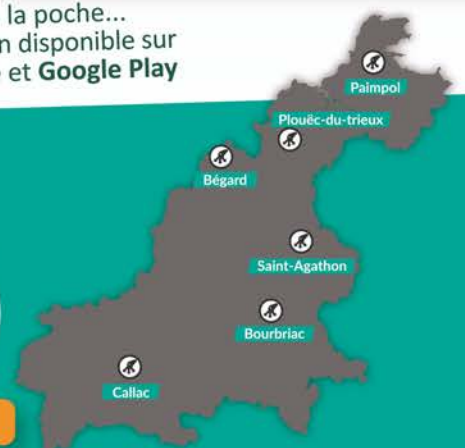 la poche...
n disponible sur
et Google Play
Paimpol
Plouëc-du-trieux
Bégard
Saint-Agathon
Bourbriac
Callac